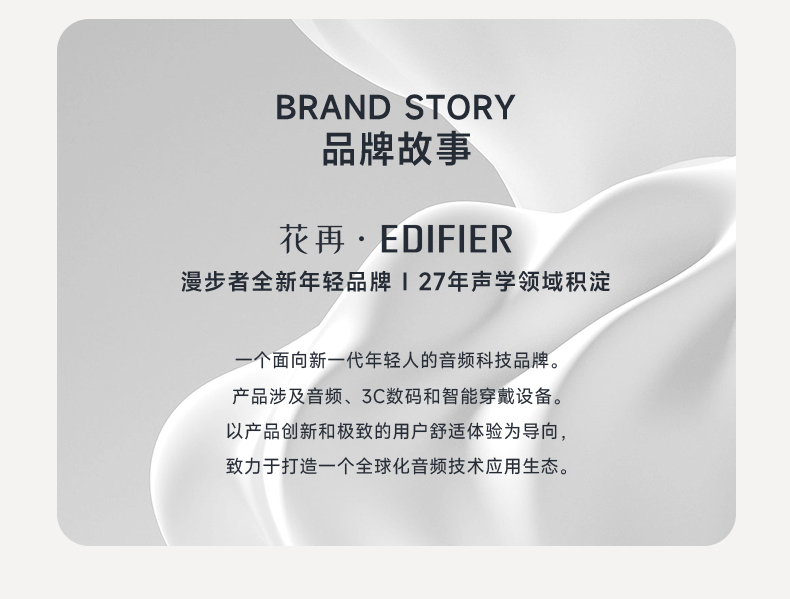 BRAND STORY
品牌故事
花再·EDIFIER
漫步者全新年轻品牌 | 27年声学领域积淀
一个面向新一代年轻人的音频科技品牌。
产品涉及音频、3C数码和智能穿戴设备。
以产品创新和极致的用户舒适体验为导向，
致力于打造一个全球化音频技术应用生态。